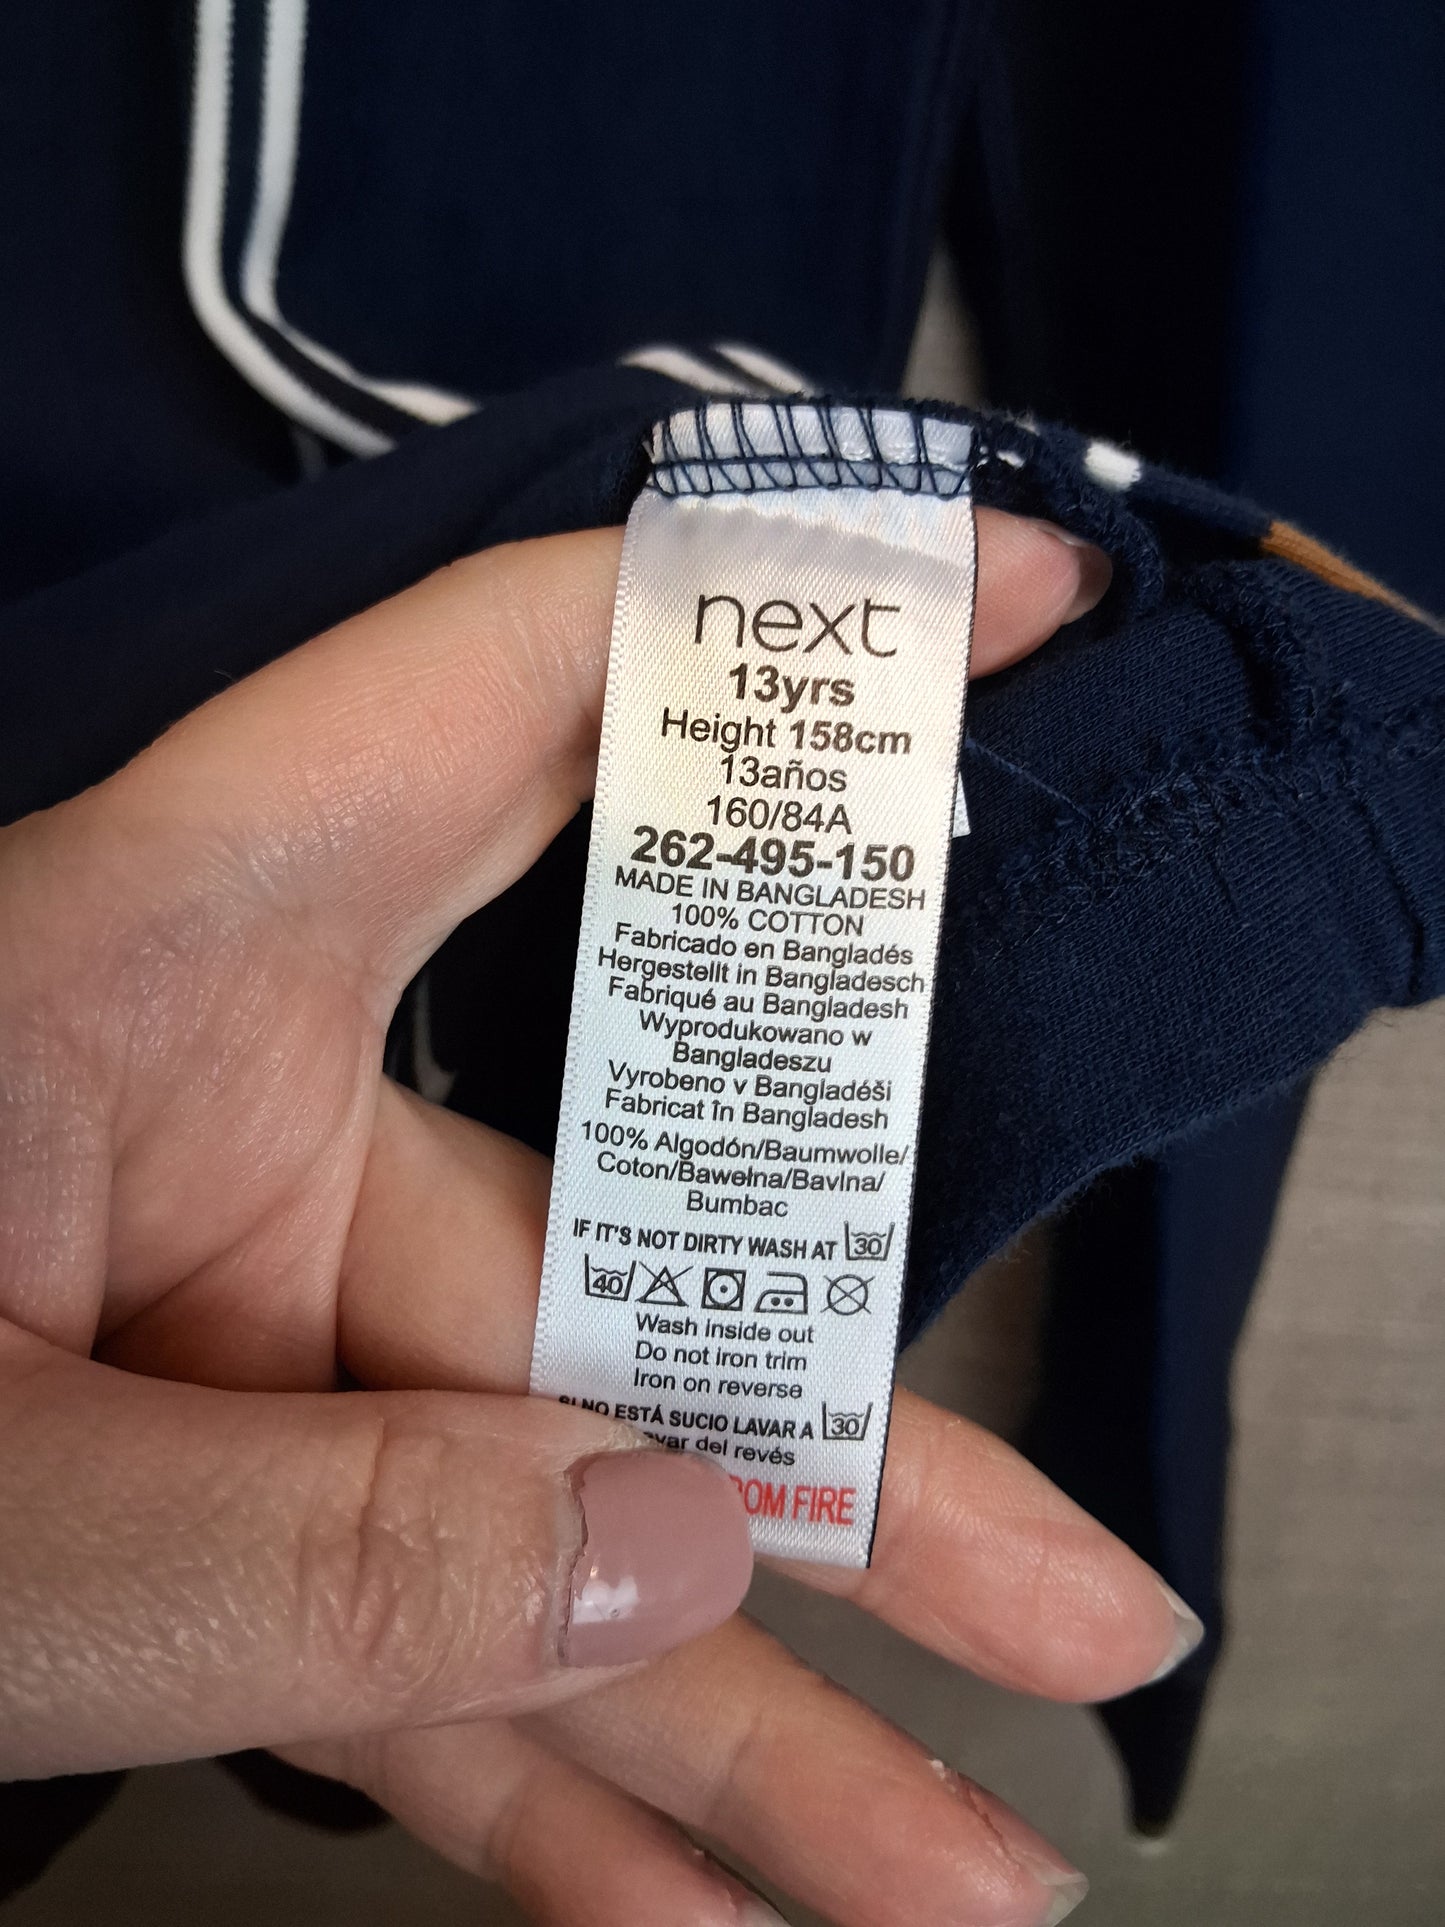 next
13yrs
Height 158cm
13años
160/84A
262-495-150
MADE IN BANGLADESH
100% COTTON
Fabricado en Bangladés
Hergestellt in Bangladesch
Fabriqué au Bangladesh
Wyprodukowano w
Bangladeszu
Vyrobeno v Bangladéši
Fabricat în Bangladesh
100% Algodón/Baumwolle/
Coton/Bawełna/Bavlna/
Bumbac
IF IT'S NOT DIRTY WASH AT 30
40
Wash inside out
Do not iron trim
Iron on reverse
SI NO ESTÁ SUCIO LAVAR A 30
del revés
FIRE